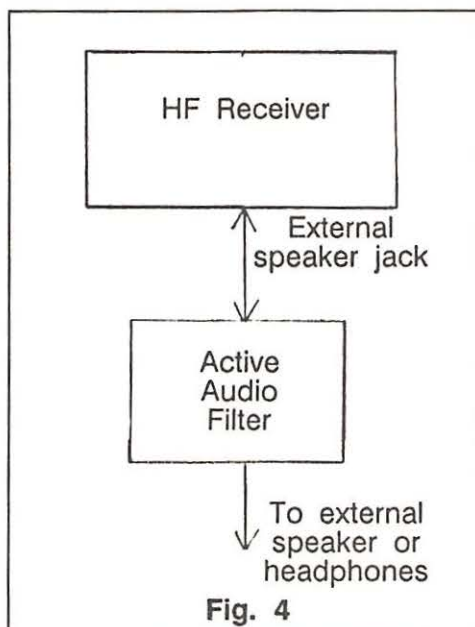 HF Receiver
External
speaker jack
Active
Audio
Filter
To external
speaker or
headphones
Fig. 4